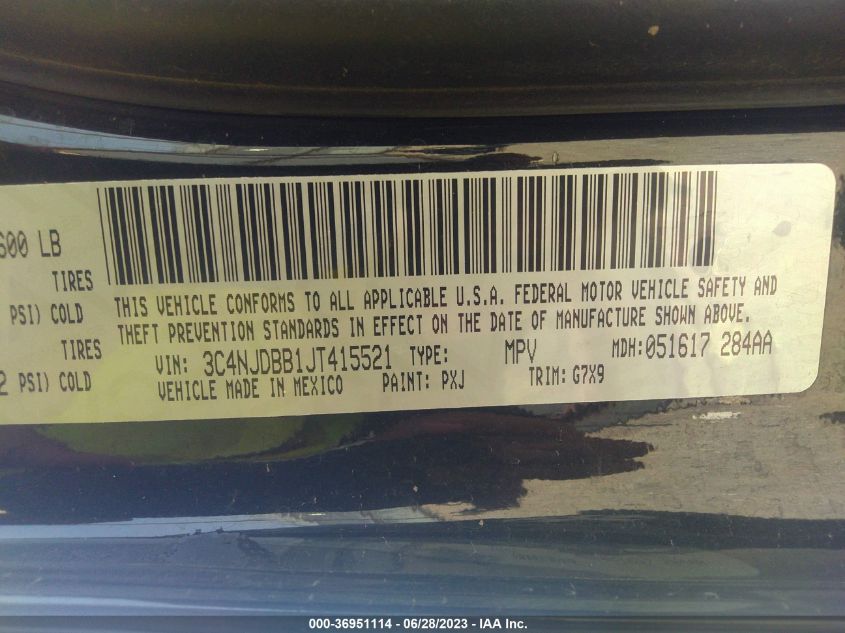 600 LB
TIRES
PSI) COLD
TIRES
2 PSI) COLD
THIS VEHICLE CONFORMS TO ALL APPLICABLE U.S.A. FEDERAL MOTOR VEHICLE SAFETY AND
THEFT PREVENTION STANDARDS IN EFFECT ON THE DATE OF MANUFACTURE SHOWN ABOVE.
VIN: 3C4NJDBB1JT415521 TYPE: MPV MDH:051617 284AA
VEHICLE MADE IN MEXICO PAINT: PXJ TRIM: G7X9
000-36951114 — 06/28/2023 — IAA Inc.